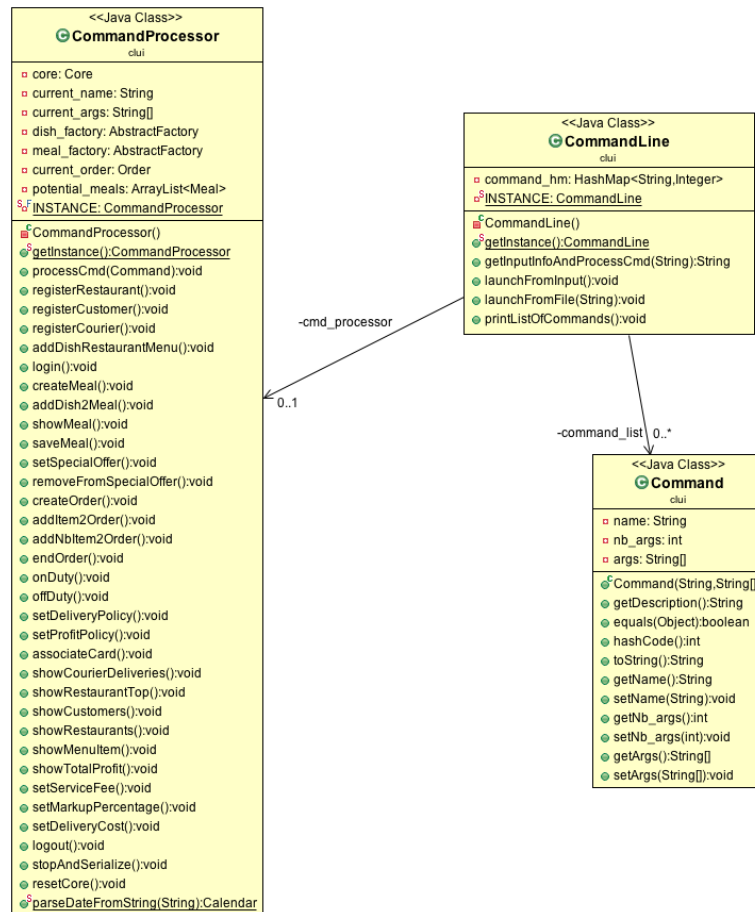 <<Java Class>>
CommandProcessor
clui
core: Core
current_name: String
current_args: String[]
dish_factory: AbstractFactory
meal_factory: AbstractFactory
current_order: Order
potential_meals: ArrayList<Meal>
INSTANCE: CommandProcessor
CommandProcessor()
getInstance():CommandProcessor
processCmd(Command):void
registerRestaurant():void
registerCustomer():void
registerCourier():void
addDishRestaurantMenu():void
login():void
createMeal():void
addDish2Meal():void
showMeal():void
saveMeal():void
setSpecialOffer():void
removeFromSpecialOffer():void
createOrder():void
addItem2Order():void
addNbItem2Order():void
endOrder():void
onDuty():void
offDuty():void
setDeliveryPolicy():void
setProfitPolicy():void
associateCard():void
showCourierDeliveries():void
showRestaurantTop():void
showCustomers():void
showRestaurants():void
showMenuItem():void
showTotalProfit():void
setServiceFee():void
setMarkupPercentage():void
setDeliveryCost():void
logout():void
stopAndSerialize():void
resetCore():void
parseDateFromString(String):Calendar
-cmd_processor
0..1
<<Java Class>>
CommandLine
clui
command_hm: HashMap<String,Integer>
INSTANCE: CommandLine
CommandLine()
getInstance():CommandLine
getInputInfoAndProcessCmd(String):String
launchFromInput():void
launchFromFile(String):void
printListOfCommands():void
-command_list 0..*
<<Java Class>>
Command
clui
name: String
nb_args: int
args: String[]
Command(String,String[]
getDescription():String
equals(Object):boolean
hashCode():int
toString():String
getName():String
setName(String):void
getNb_args():int
setNb_args(int):void
getArgs():String[]
setArgs(String[]):void